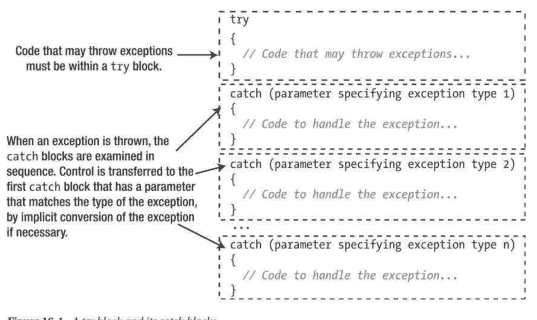 Code that may throw exceptions
must be within a try block.
try
{
// Code that may throw exceptions...
}
When an exception is thrown, the
catch blocks are examined in
sequence. Control is transferred to the
first catch block that has a parameter
that matches the type of the exception,
by implicit conversion of the exception
if necessary.
catch (parameter specifying exception type 1)
{
// Code to handle the exception...
}
catch (parameter specifying exception type 2)
{
// Code to handle the exception...
}
...
catch (parameter specifying exception type n)
{
// Code to handle the exception...
}